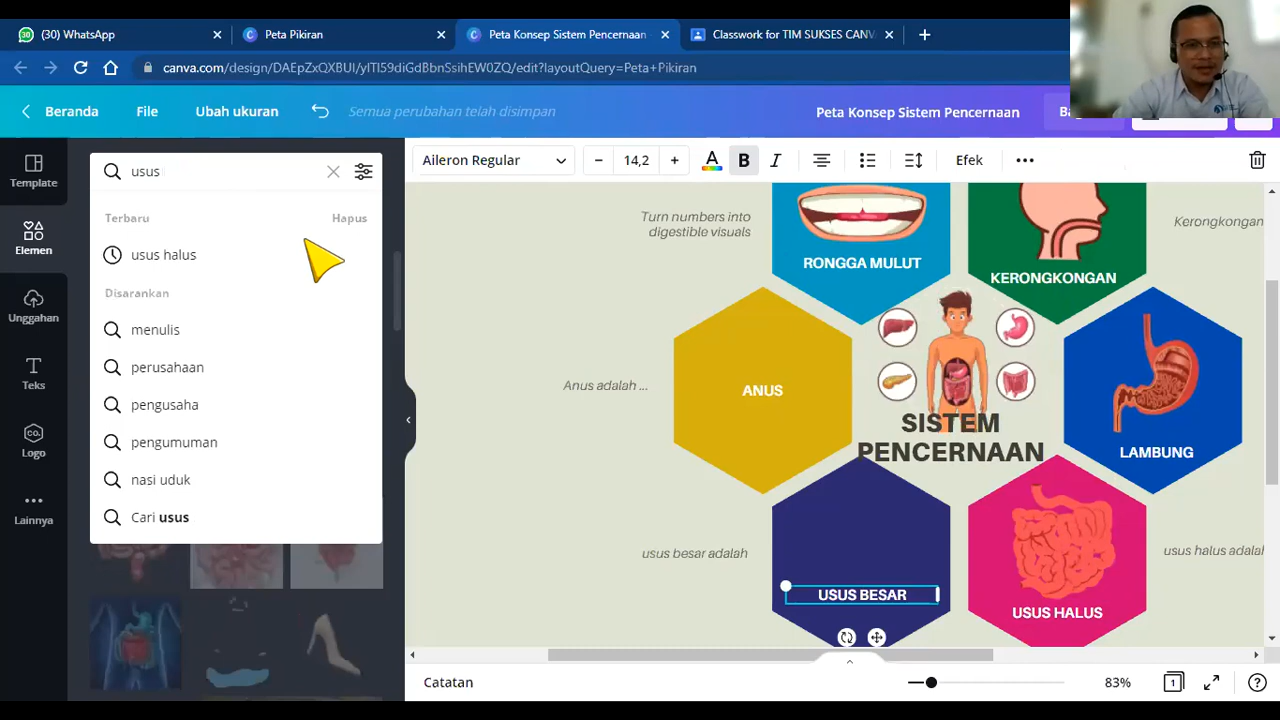 (30) WhatsApp
Peta Pikiran
Peta Konsep Sistem Pencernaan
Classwork for TIM SUKSES CANVA
canva.com/design/DAEpZxQXBUI/ylTl59diGdBbnSsihEW0ZQ/edit?layoutQuery=Peta+Pikiran
Beranda
File
Ubah ukuran
Semua perubahan telah disimpan
Peta Konsep Sistem Pencernaan
Template
Elemen
Unggahan
Teks
CO.
Logo
Lainnya
usus
Terbaru
Hapus
usus halus
Disarankan
menulis
perusahaan
pengusaha
pengumuman
nasi uduk
Cari usus
Aileron Regular
14,2
A
B
I
Efek
Turn numbers into
digestible visuals
RONGGA MULUT
KERONGKONGAN
Kerongkongan
Anus adalah ...
ANUS
SISTEM
PENCERNAAN
LAMBUNG
usus besar adalah
USUS BESAR
USUS HALUS
usus halus adalah
Catatan
83%
1
?